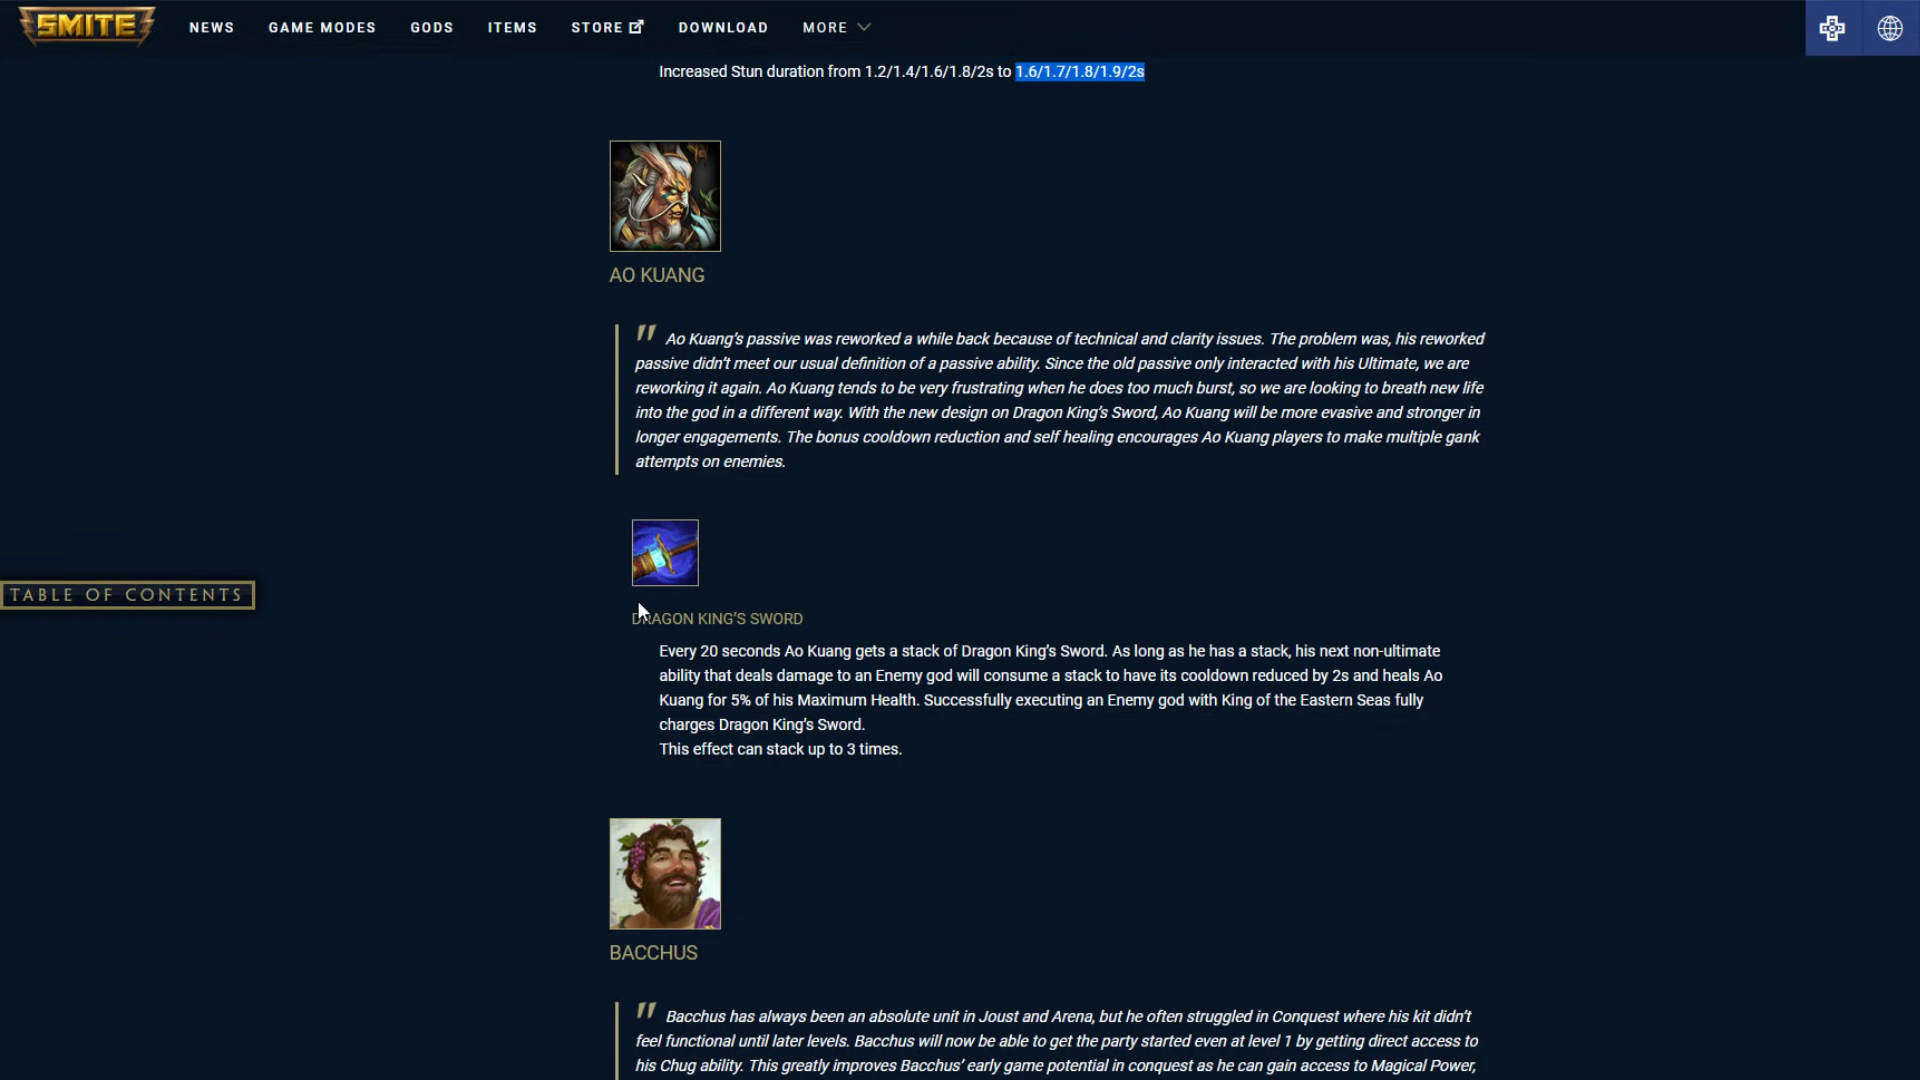 SMITE
NEWS GAME MODES GODS ITEMS STORE DOWNLOAD MORE
Increased Stun duration from 1.2/1.4/1.6/1.8/2s to 1.6/1.7/1.8/1.9/2s
AO KUANG
" Ao Kuang's passive was reworked a while back because of technical and clarity issues. The problem was, his reworked
passive didn't meet our usual definition of a passive ability. Since the old passive only interacted with his Ultimate, we are
reworking it again. Ao Kuang tends to be very frustrating when he does too much burst, so we are looking to breath new life
into the god in a different way. With the new design on Dragon King's Sword, Ao Kuang will be more evasive and stronger in
longer engagements. The bonus cooldown reduction and self healing encourages Ao Kuang players to make multiple gank
attempts on enemies.
TABLE OF CONTENTS
DRAGON KING'S SWORD
Every 20 seconds Ao Kuang gets a stack of Dragon King's Sword. As long as he has a stack, his next non-ultimate
ability that deals damage to an Enemy god will consume a stack to have its cooldown reduced by 2s and heals Ao
Kuang for 5% of his Maximum Health. Successfully executing an Enemy god with King of the Eastern Seas fully
charges Dragon King's Sword.
This effect can stack up to 3 times.
BACCHUS
" Bacchus has always been an absolute unit in Joust and Arena, but he often struggled in Conquest where his kit didn't
feel functional until later levels. Bacchus will now be able to get the party started even at level 1 by getting direct access to
his Chug ability. This greatly improves Bacchus' early game potential in conquest as he can gain access to Magical Power,